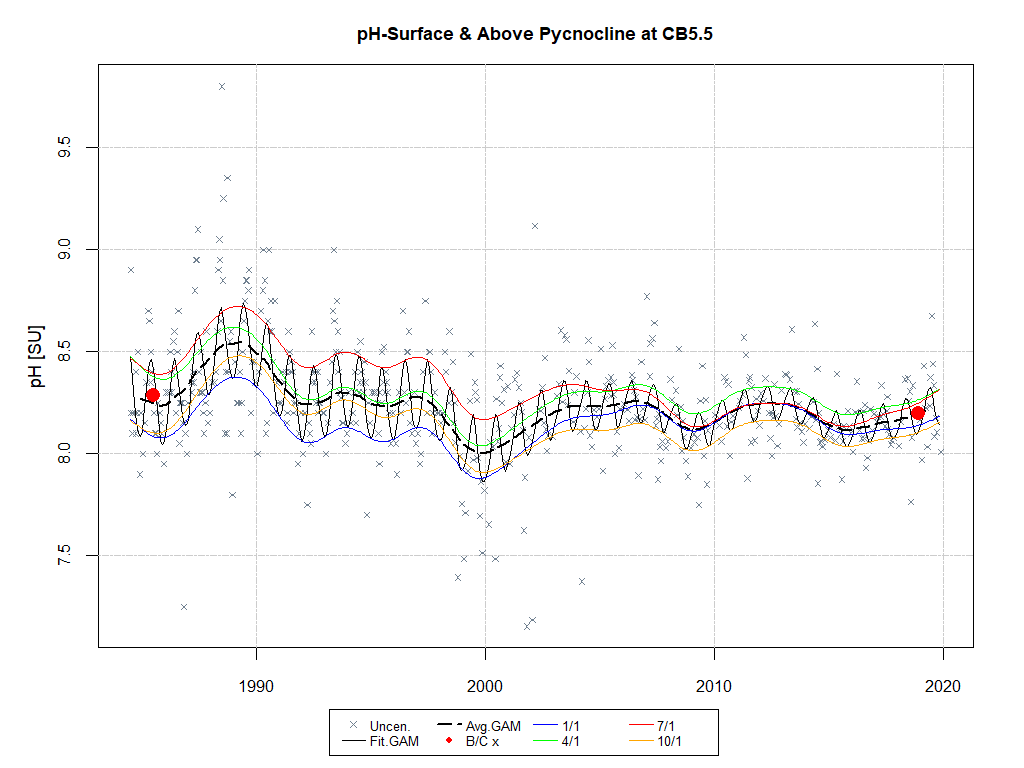 pH-Surface & Above Pycnocline at CB5.5
pH [SU]
9.5
9.0
8.5
8.0
7.5
1990 2000 2010 2020
Uncen. Avg.GAM 1/1 7/1
Fit.GAM B/C x 4/1 10/1